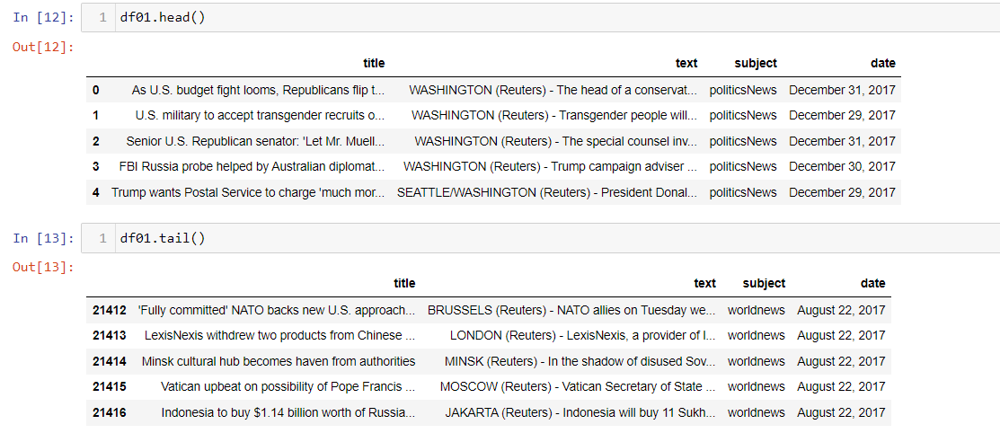 In [12]: 1 df01.head()
Out[12]:
title text subject date
0 As U.S. budget fight looms, Republicans flip t... WASHINGTON (Reuters) - The head of a conservat... politicsNews December 31, 2017
1 U.S. military to accept transgender recruits o... WASHINGTON (Reuters) - Transgender people will... politicsNews December 29, 2017
2 Senior U.S. Republican senator: 'Let Mr. Muell... WASHINGTON (Reuters) - The special counsel inv... politicsNews December 31, 2017
3 FBI Russia probe helped by Australian diplomat... WASHINGTON (Reuters) - Trump campaign adviser ... politicsNews December 30, 2017
4 Trump wants Postal Service to charge 'much mor... SEATTLE/WASHINGTON (Reuters) - President Donal... politicsNews December 29, 2017
In [13]: 1 df01.tail()
Out[13]:
title text subject date
21412 'Fully committed' NATO backs new U.S. approach... BRUSSELS (Reuters) - NATO allies on Tuesday we... worldnews August 22, 2017
21413 LexisNexis withdrew two products from Chinese ... LONDON (Reuters) - LexisNexis, a provider of l... worldnews August 22, 2017
21414 Minsk cultural hub becomes haven from authorities MINSK (Reuters) - In the shadow of disused Sov... worldnews August 22, 2017
21415 Vatican upbeat on possibility of Pope Francis ... MOSCOW (Reuters) - Vatican Secretary of State ... worldnews August 22, 2017
21416 Indonesia to buy $1.14 billion worth of Russia... JAKARTA (Reuters) - Indonesia will buy 11 Sukh... worldnews August 22, 2017